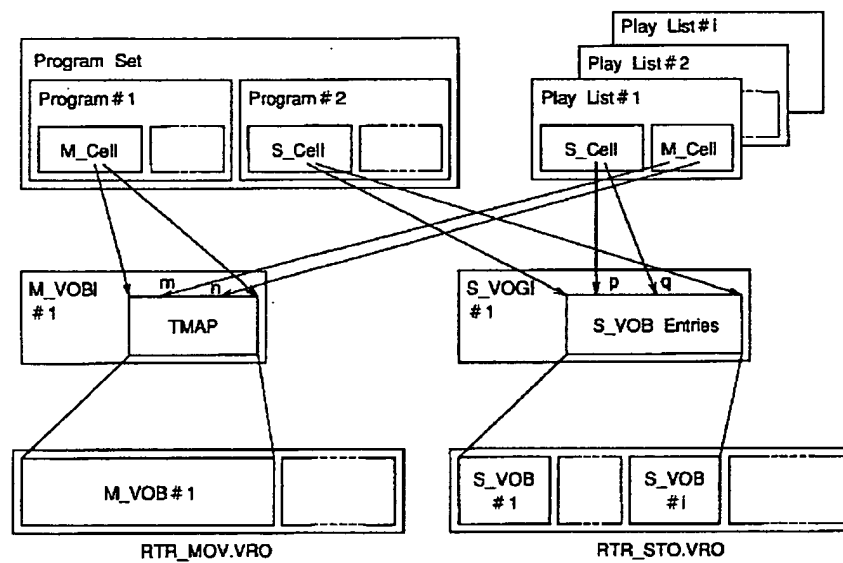 Play List#i
Play List#2
Play List#1
S_Cell
M_Cell
Program Set
Program#1
M_Cell
Program#2
S_Cell
M_VOBI
#1
m
n
TMAP
S_VOGI
#1
p
q
S_VOB Entries
M_VOB#1
RTR_MOV.VRO
S_VOB
#1
S_VOB
#i
RTR_STO.VRO